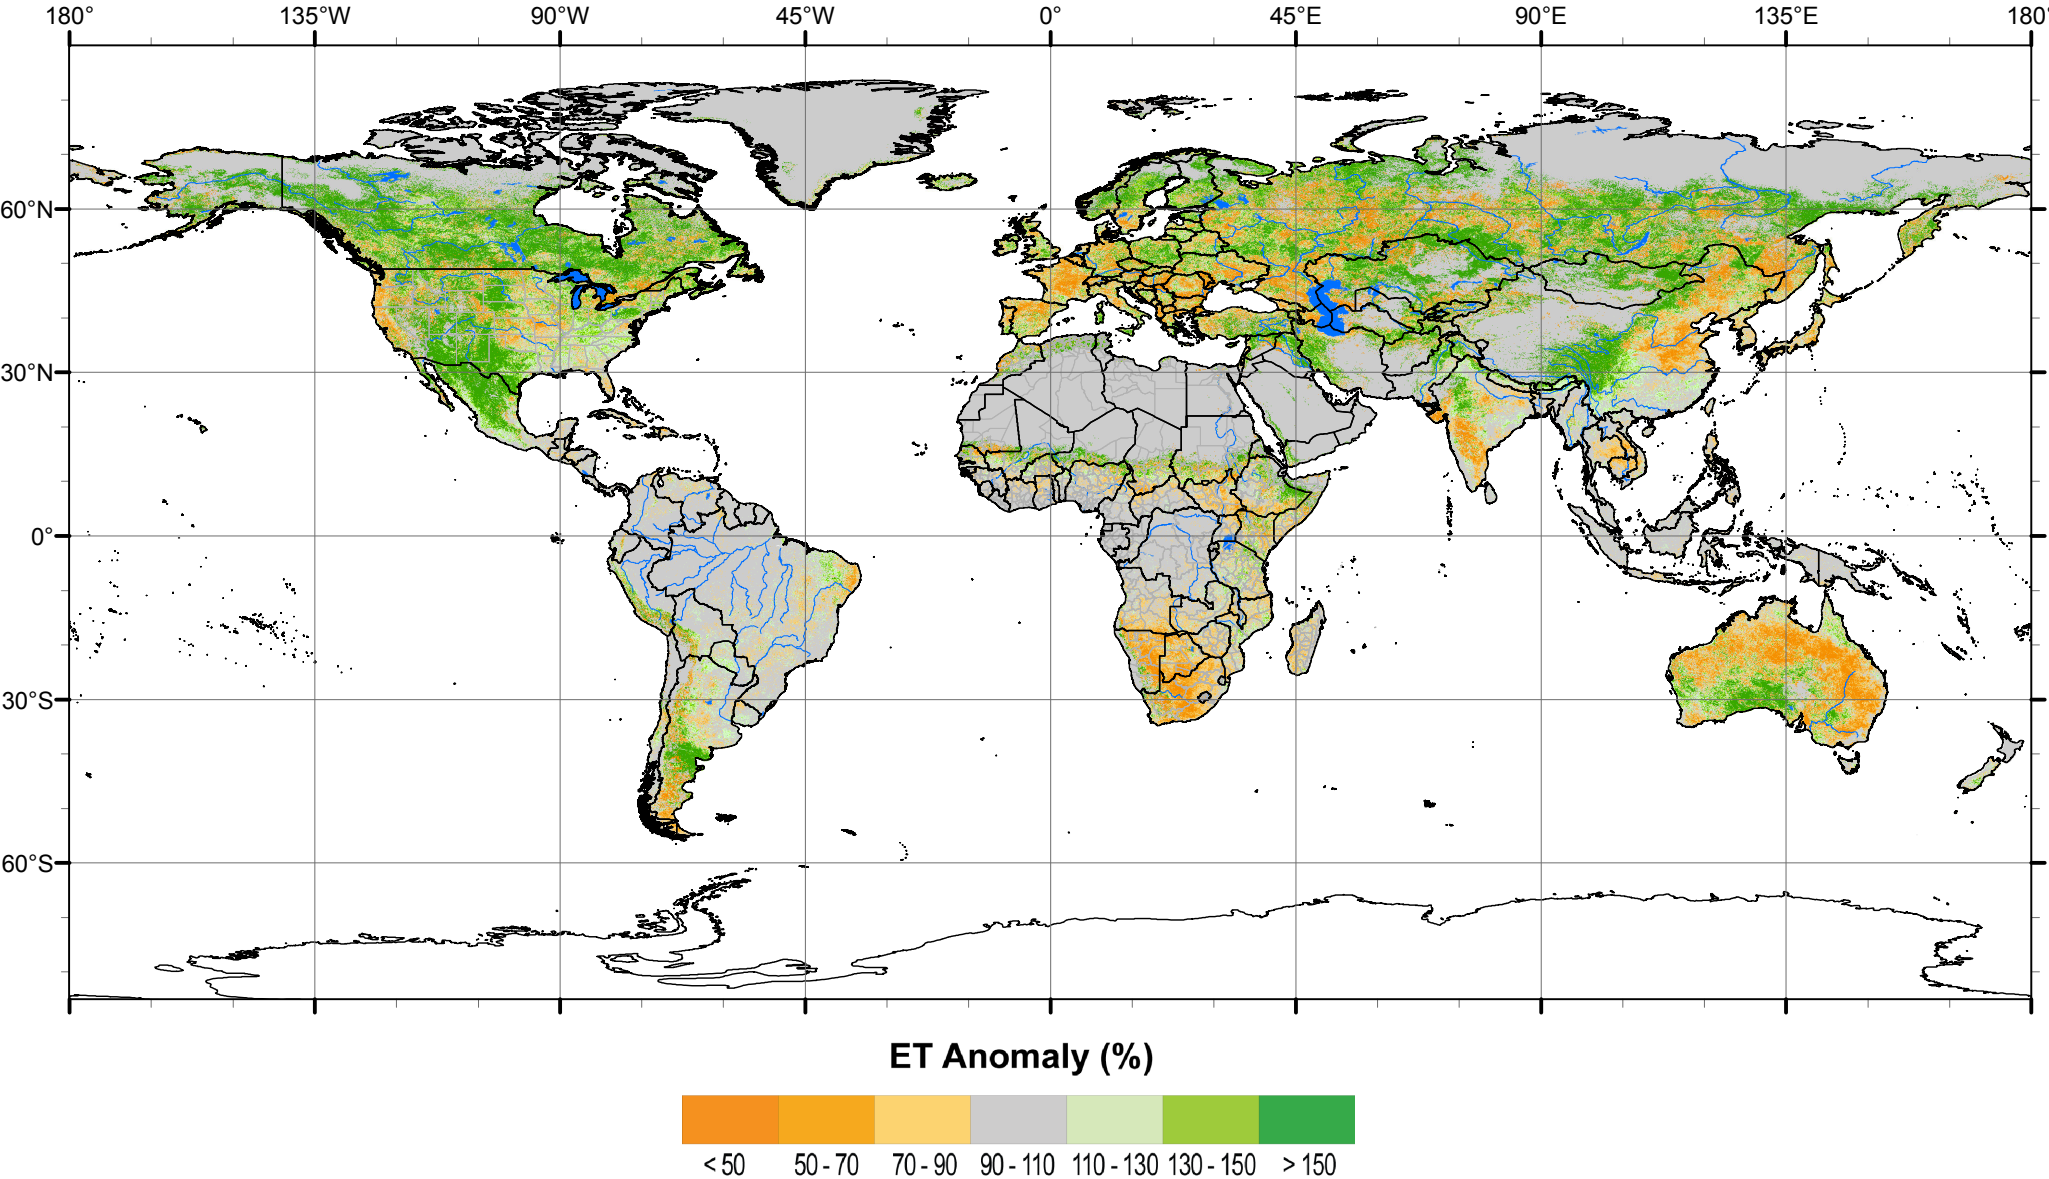 180° 135°W 90°W 45°W 0° 45°E 90°E 135°E 180°
60°N
30°N
0°
30°S
60°S
ET Anomaly (%)
< 50 50 - 70 70 - 90 90 - 110 110 - 130 130 - 150 > 150